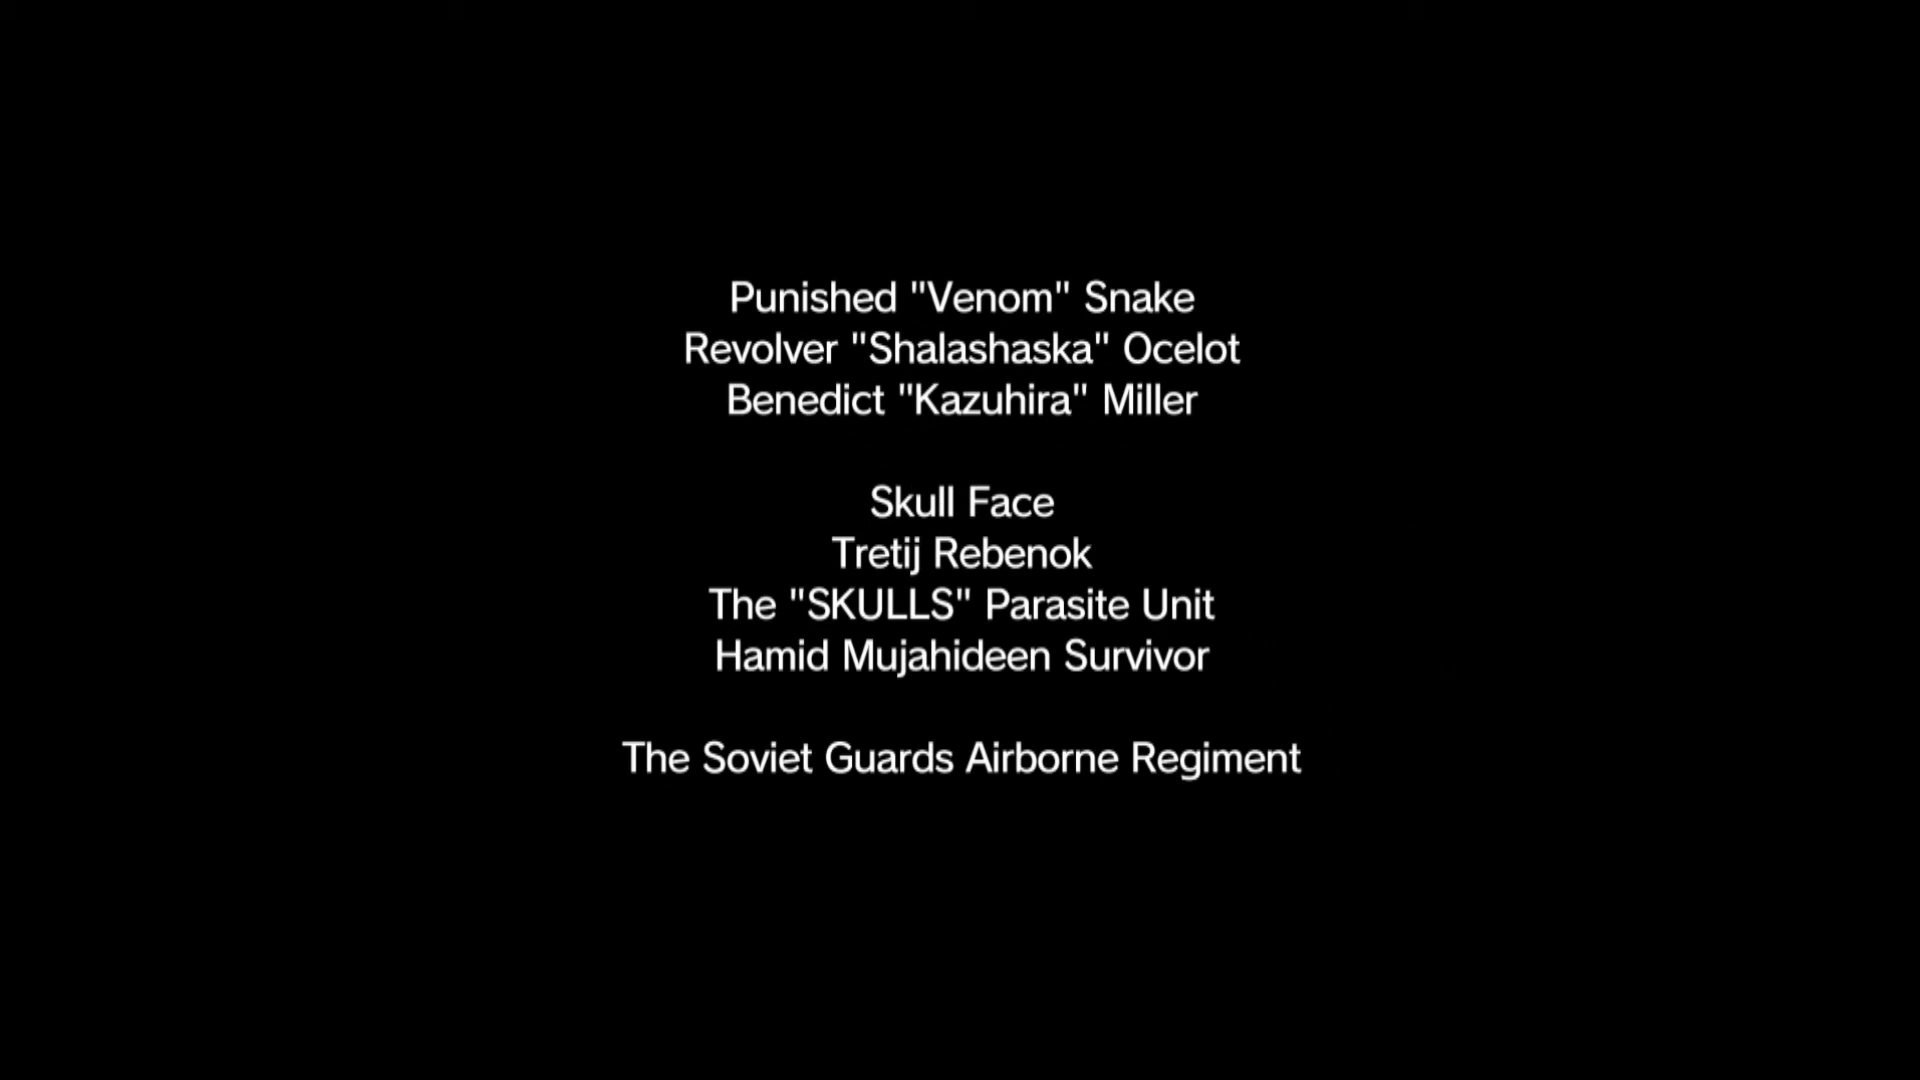 Punished "Venom" Snake
Revolver "Shalashaska" Ocelot
Benedict "Kazuhira" Miller
Skull Face
Tretij Rebenok
The "SKULLS" Parasite Unit
Hamid Mujahideen Survivor
The Soviet Guards Airborne Regiment